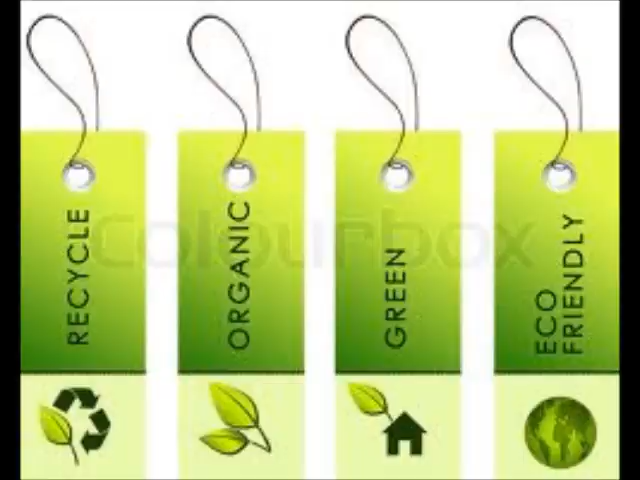 RECYCLE
ORGANIC
GREEN
ECO
FRIENDLY
Colourbox